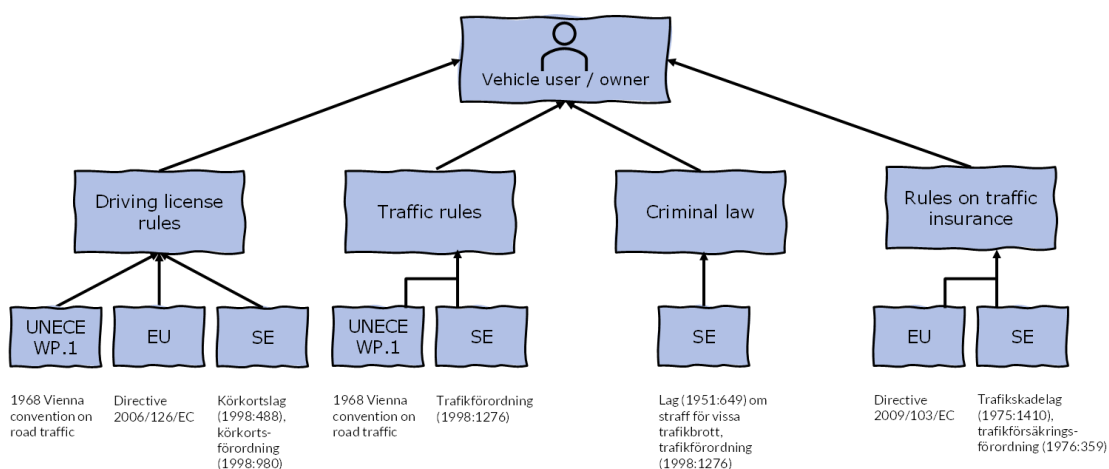 Vehicle user / owner
Driving license
rules
Traffic rules
Criminal law
Rules on traffic
insurance
UNECE
WP.1
EU
SE
UNECE
WP.1
SE
SE
EU
SE
1968 Vienna
convention on
road traffic
Directive
2006/126/EC
Körkortslag
(1998:488),
körkorts-
förordning
(1998:980)
1968 Vienna
convention on
road traffic
Trafikförordning
(1998:1276)
Lag (1951:649) om
straff för vissa
trafikbrott,
trafikförordning
(1998:1276)
Directive
2009/103/EC
Trafikskadelag
(1975:1410),
trafikförsäkrings-
förordning (1976:359)